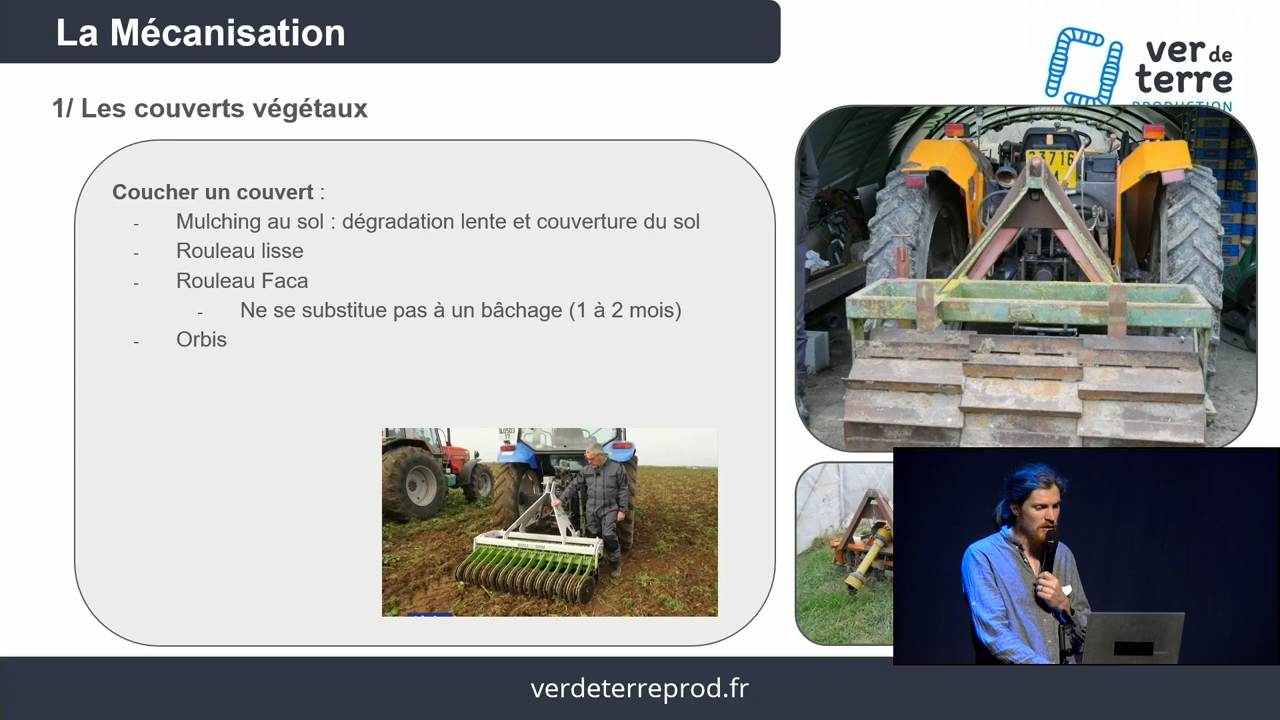 La Mécanisation
ver de
terre
PRODUCTION
1/ Les couverts végétaux
Coucher un couvert :
- Mulching au sol : dégradation lente et couverture du sol
- Rouleau lisse
- Rouleau Faca
- Ne se substitue pas à un bâchage (1 à 2 mois)
- Orbis
verdeterreprod.fr